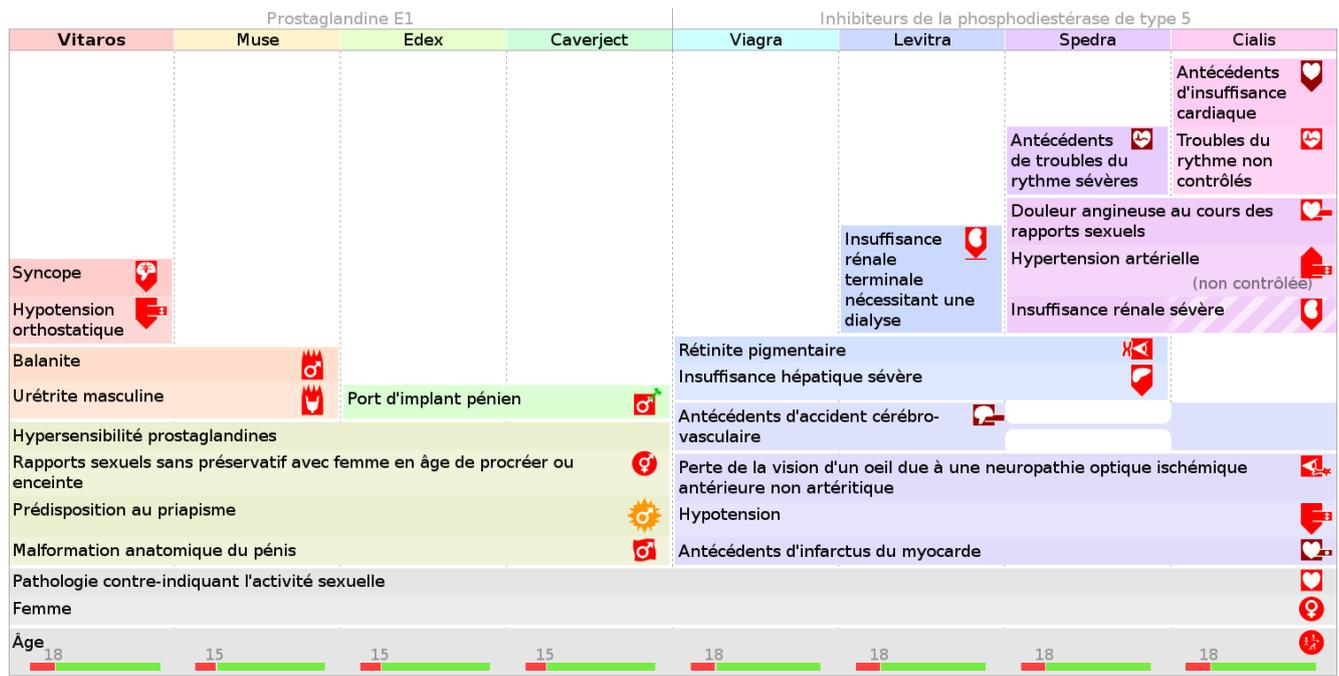 Prostaglandine E1
Inhibiteurs de la phosphodiestérase de type 5
Vitaros
Muse
Edex
Caverject
Viagra
Levitra
Spedra
Cialis
Antécédents
d'insuffisance
cardiaque
Antécédents
de troubles du
rythme sévères
Troubles du
rythme non
contrôlés
Douleur angineuse au cours des
rapports sexuels
Insuffisance
rénale
terminale
nécessitant une
dialyse
Hypertension artérielle
(non contrôlée)
Insuffisance rénale sévère
Syncope
Hypotension
orthostatique
Balanite
Urétrite masculine
Port d'implant pénien
Rétinite pigmentaire
Insuffisance hépatique sévère
Antécédents d'accident cérébro-
vasculaire
Hypersensibilité prostaglandines
Rapports sexuels sans préservatif avec femme en âge de procréer ou
enceinte
Prédisposition au priapisme
Malformation anatomique du pénis
Perte de la vision d'un oeil due à une neuropathie optique ischémique
antérieure non artéritique
Hypotension
Antécédents d'infarctus du myocarde
Pathologie contre-indiquant l'activité sexuelle
Femme
Âge
18
15
15
15
18
18
18
18